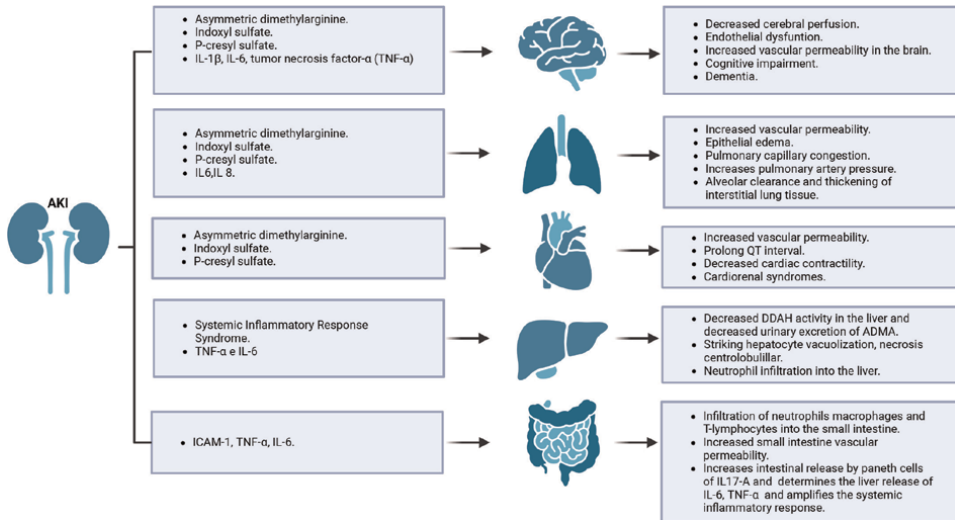 AKI
• Asymmetric dimethylarginine.
• Indoxyl sulfate.
• P-cresyl sulfate.
• IL-1β, IL-6, tumor necrosis factor-α (TNF-α)
• Decreased cerebral perfusion.
• Endothelial dysfuntion.
• Increased vascular permeability in the brain.
• Cognitive impairment.
• Dementia.
• Asymmetric dimethylarginine.
• Indoxyl sulfate.
• P-cresyl sulfate.
• IL6,IL 8.
• Increased vascular permeability.
• Epithelial edema.
• Pulmonary capillary congestion.
• Increases pulmonary artery pressure.
• Alveolar clearance and thickening of
interstitial lung tissue.
• Asymmetric dimethylarginine.
• Indoxyl sulfate.
• P-cresyl sulfate.
• Increased vascular permeability.
• Prolong QT interval.
• Decreased cardiac contractility.
• Cardiorenal syndromes.
• Systemic Inflammatory Response
Syndrome.
• TNF-α e IL-6
• Decreased DDAH activity in the liver and
decreased urinary excretion of ADMA.
• Striking hepatocyte vacuolization, necrosis
centrolobulillar.
• Neutrophil infiltration into the liver.
• ICAM-1, TNF-α, IL-6.
• Infiltration of neutrophils macrophages and
T-lymphocytes into the small intestine.
• Increased small intestine vascular
permeability.
• Increases intestinal release by paneth cells
of IL17-A and determines the liver release of
IL-6, TNF-α and amplifies the systemic
inflammatory response.